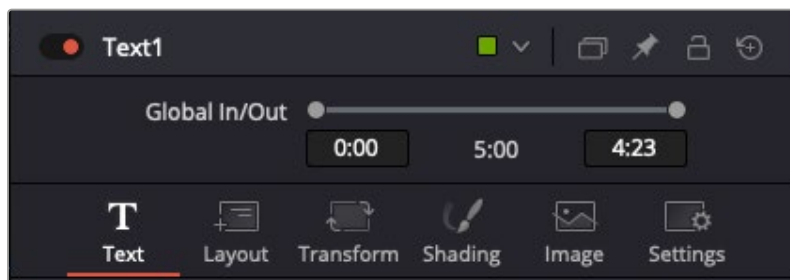 Text1
Global In/Out
0:00 5:00 4:23
T
Text Layout Transform Shading Image Settings